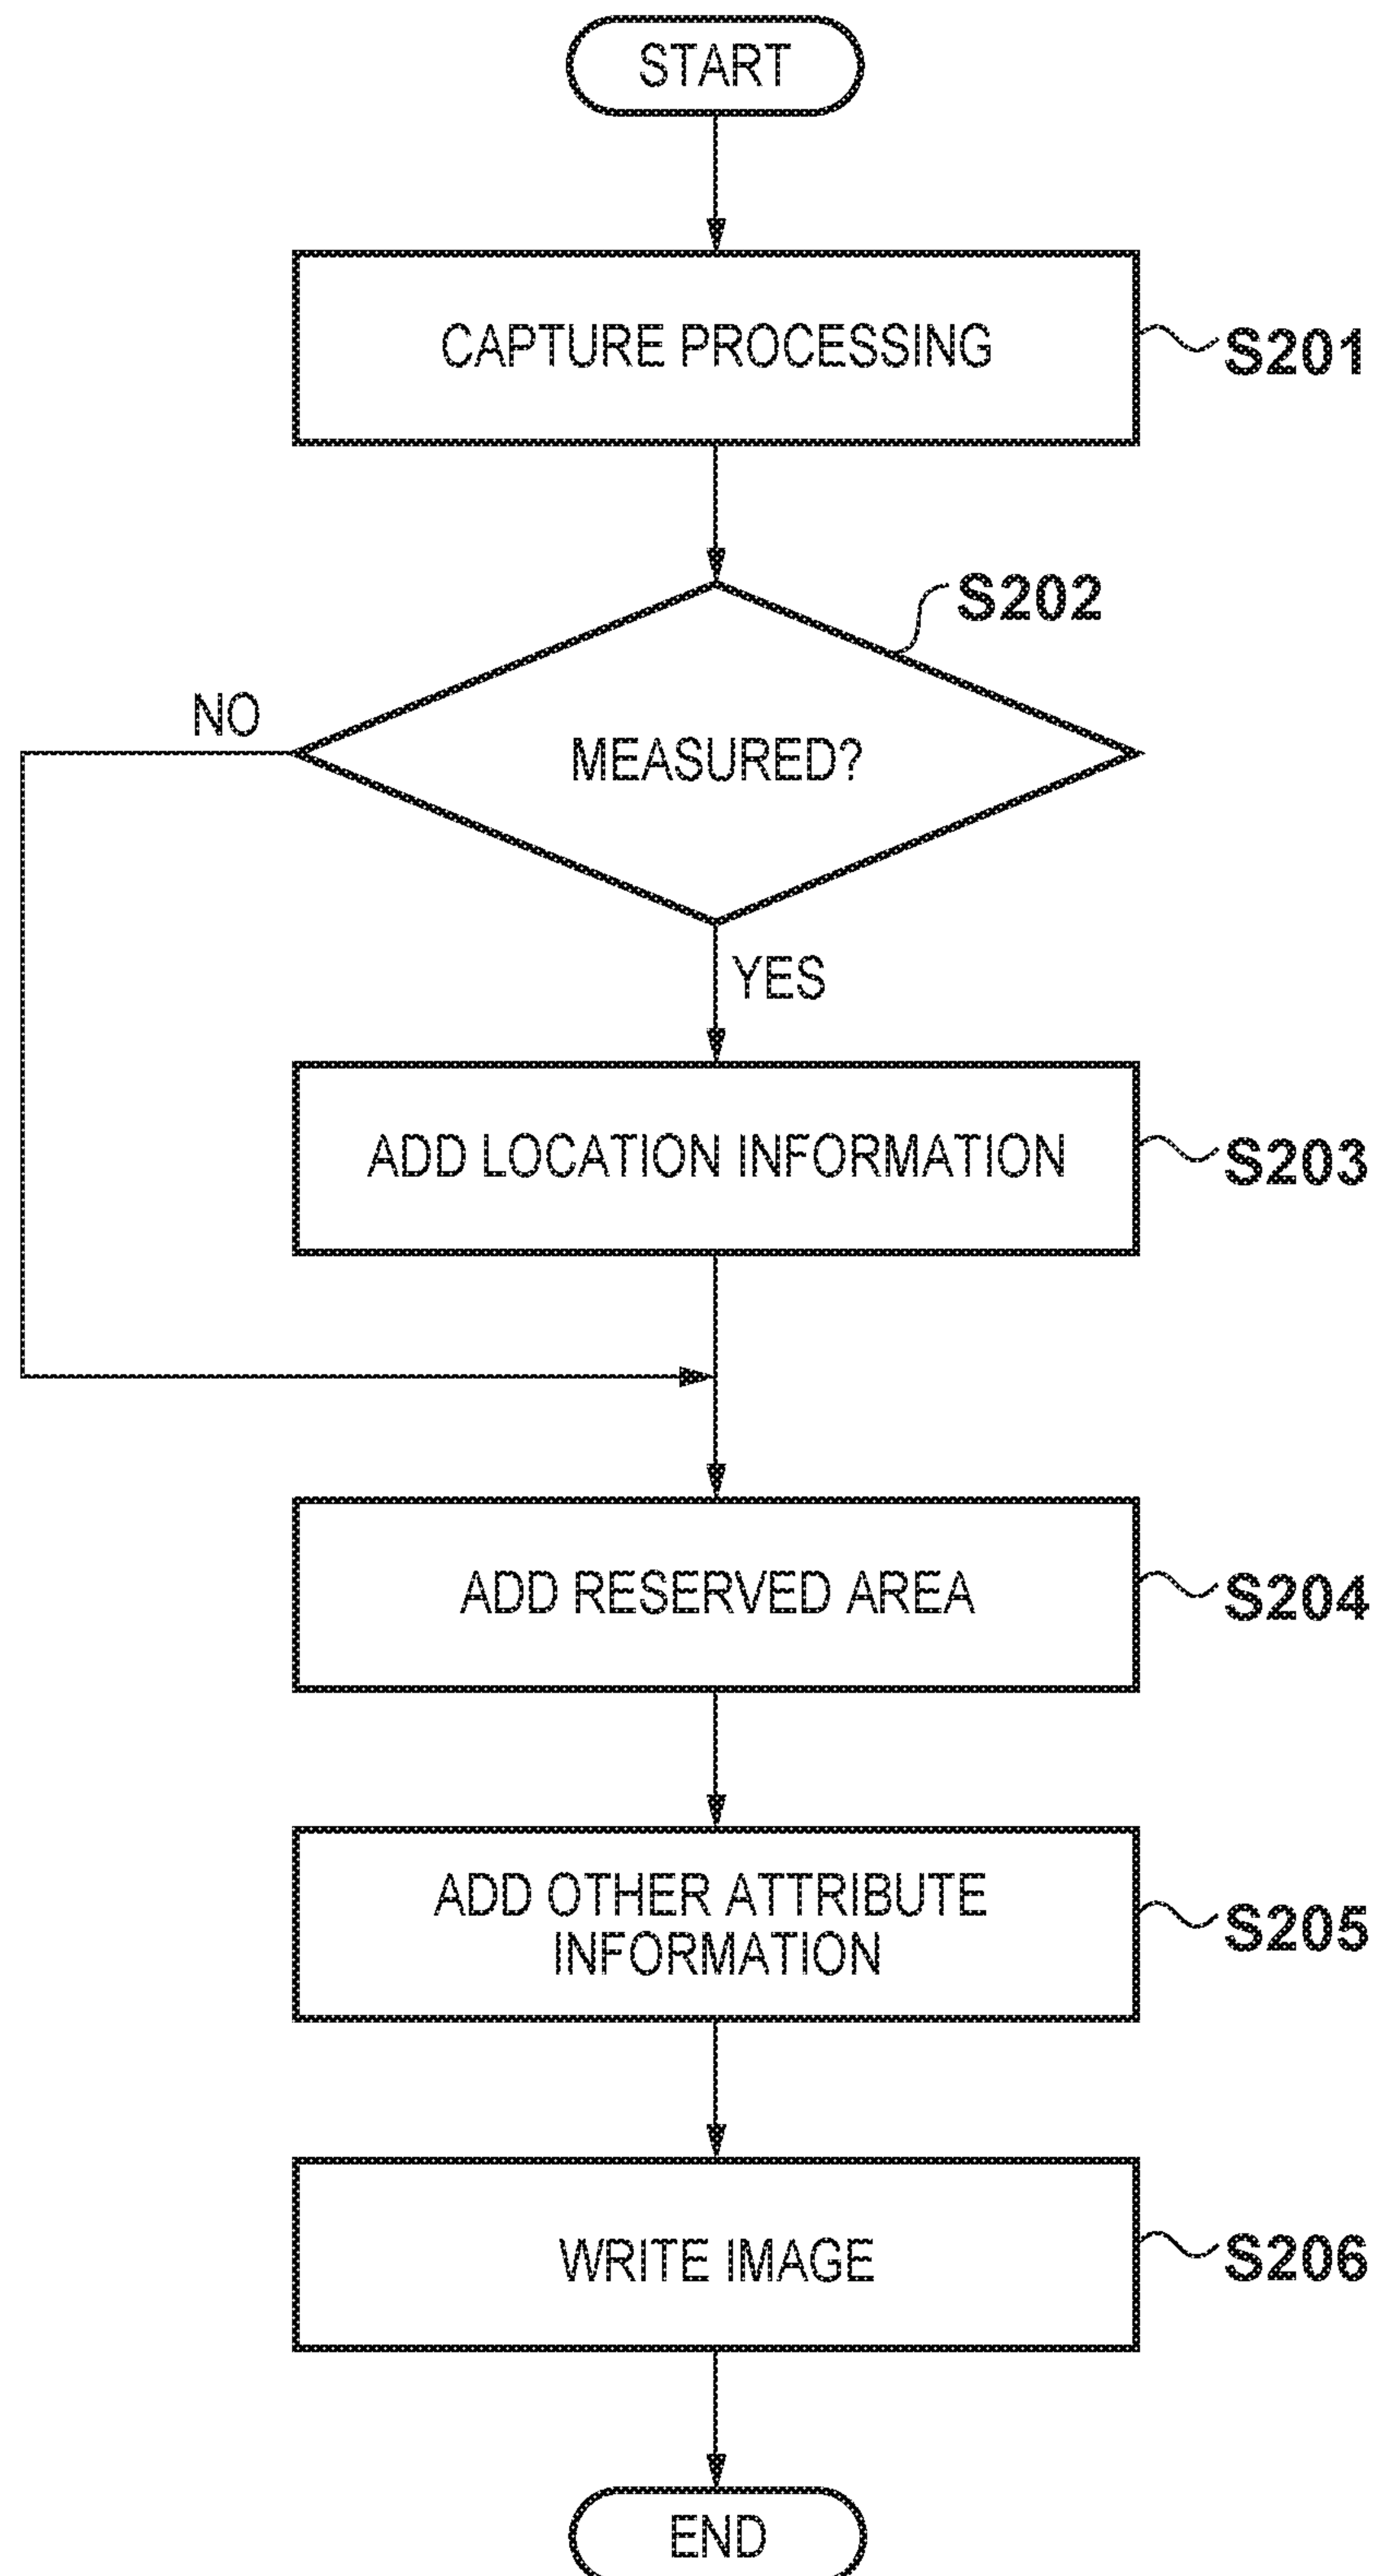 START
CAPTURE PROCESSING
S201
S202
NO
MEASURED?
YES
ADD LOCATION INFORMATION
S203
ADD RESERVED AREA
S204
ADD OTHER ATTRIBUTE
INFORMATION
S205
WRITE IMAGE
S206
END